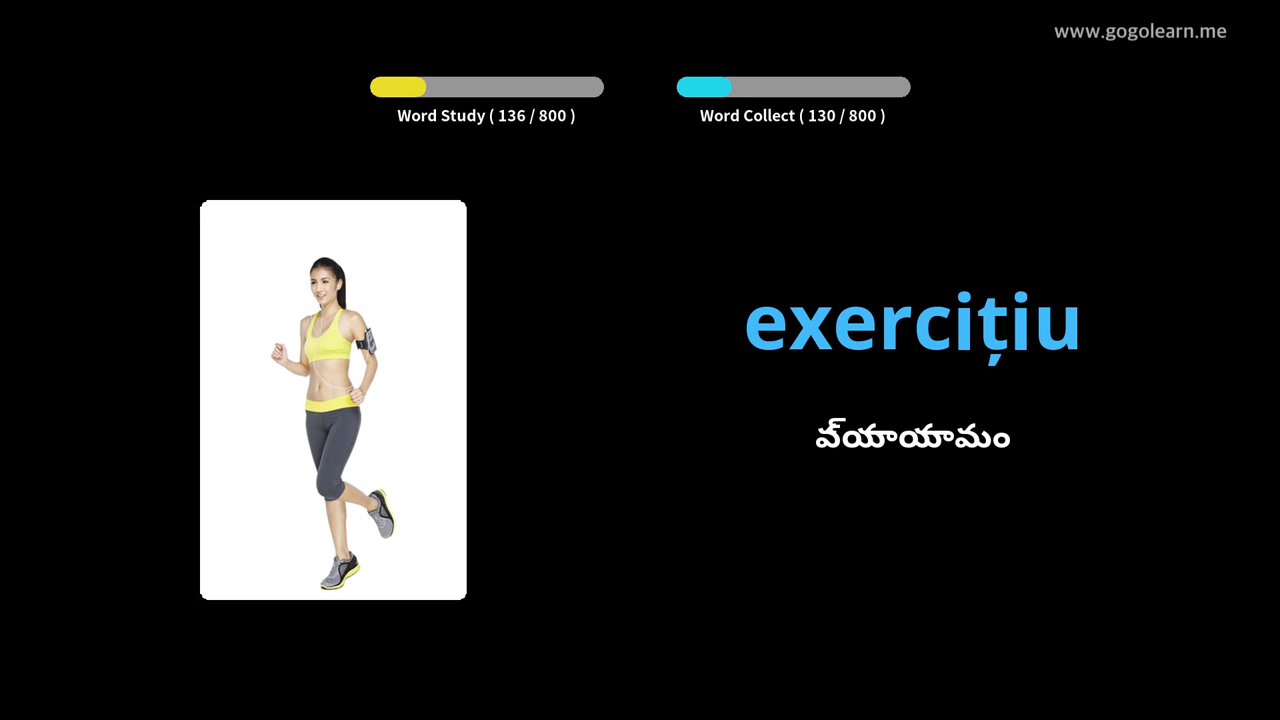 www.gogolearn.me
Word Study ( 136 / 800 )
Word Collect ( 130 / 800 )
exercițiu
వ్యాయామం